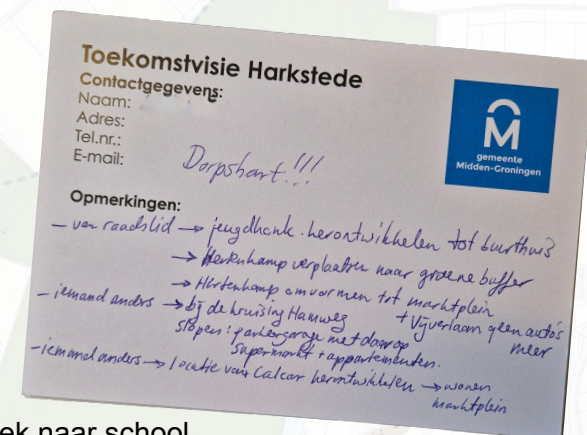 Toekomstvisie Harkstede
Contactgegevens:
Naam:
Adres:
Tel.nr.:
E-mail:
Dorpshart!!!
gemeente
Midden-Groningen
Opmerkingen:
- van raadslid → jeugdhonk herontwikkelen tot buurthuis
→ Hertenkamp verplaatsen naar groene buffer
→ Hertenkamp omvormen tot marktplein
+ Vijverlaan geen auto's meer
- iemand anders → bij de kruising Hamweg
slopen: parkeergarage met daarop
supermarkt + appartementen.
- iemand anders → locatie van Calcar herontwikkelen → wonen
marktplein
ek naar school